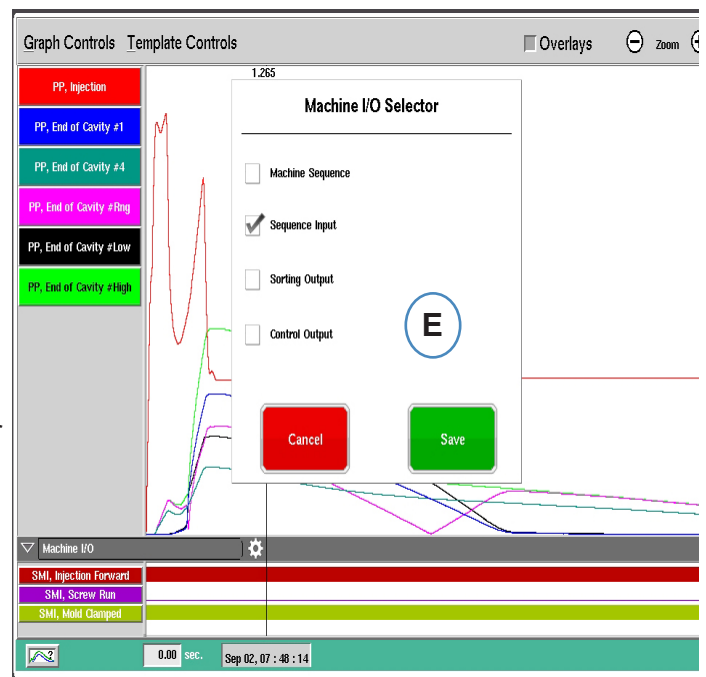 Graph Controls Template Controls Overlays Zoom
1.265
PP, Injection
PP, End of Cavity #1
PP, End of Cavity #4
PP, End of Cavity #Rng
PP, End of Cavity #Low
PP, End of Cavity #High
Machine I/O Selector
Machine Sequence
Sequence Input
Sorting Output
Control Output
E
Cancel Save
Machine I/O
SMI, Injection Forward
SMI, Screw Run
SMI, Mold Clamped
0.00 sec. Sep 02, 07 : 48 : 14